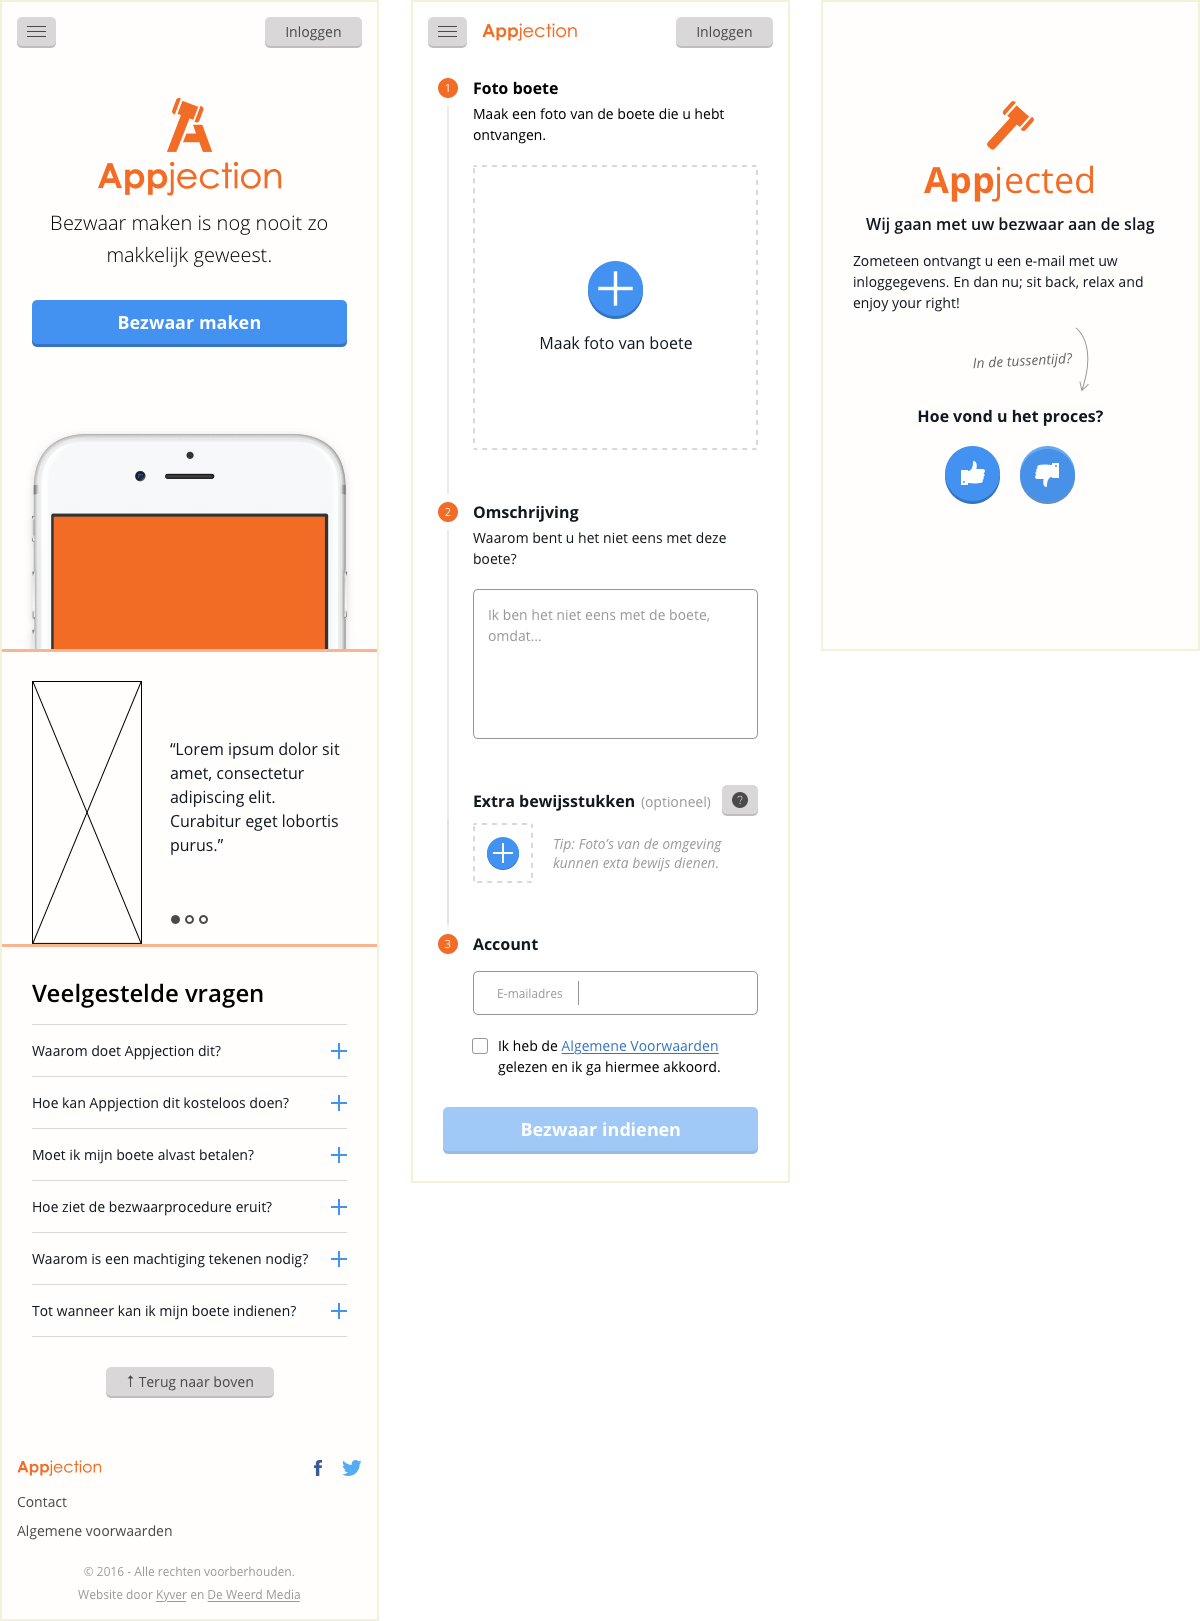 Inloggen
Appjection
Bezwaar maken is nog nooit zo
makkelijk geweest.
Bezwaar maken
“Lorem ipsum dolor sit
amet, consectetur
adipiscing elit.
Curabitur eget lobortis
purus.”
Veelgestelde vragen
Waarom doet Appjection dit?
Hoe kan Appjection dit kosteloos doen?
Moet ik mijn boete alvast betalen?
Hoe ziet de bezwaarprocedure eruit?
Waarom is een machtiging tekenen nodig?
Tot wanneer kan ik mijn boete indienen?
↑ Terug naar boven
Appjection
Contact
Algemene voorwaarden
© 2016 - Alle rechten voorberhouden.
Website door Kyver en De Weerd Media
Appjection
Inloggen
1 Foto boete
Maak een foto van de boete die u hebt
ontvangen.
Maak foto van boete
2 Omschrijving
Waarom bent u het niet eens met deze
boete?
Ik ben het niet eens met de boete,
omdat...
Extra bewijsstukken (optioneel) ?
Tip: Foto's van de omgeving
kunnen exta bewijs dienen.
3 Account
E-mailadres
Ik heb de Algemene Voorwaarden
gelezen en ik ga hiermee akkoord.
Bezwaar indienen
Appjected
Wij gaan met uw bezwaar aan de slag
Zometeen ontvangt u een e-mail met uw
inloggegevens. En dan nu; sit back, relax and
enjoy your right!
In de tussentijd?
Hoe vond u het proces?